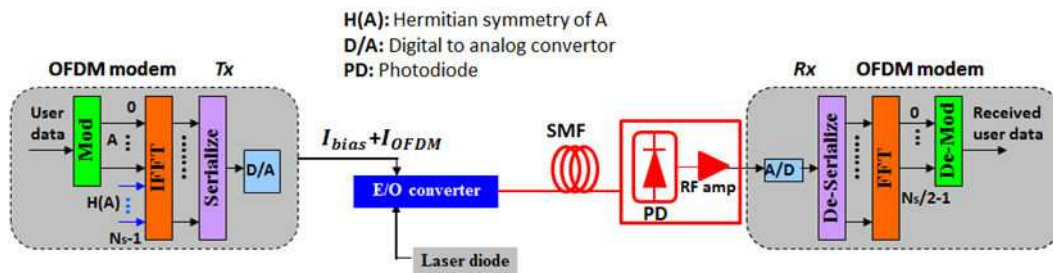 H(A): Hermitian symmetry of A
D/A: Digital to analog convertor
PD: Photodiode
OFDM modem Tx
User data
Mod
0
A
H(A)
Ns-1
IFFT
Serialize
D/A
I_bias+I_OFDM
E/O converter
Laser diode
SMF
PD
RF amp
Rx OFDM modem
A/D
De-Serialize
FFT
0
Ns/2-1
De-Mod
Received user data